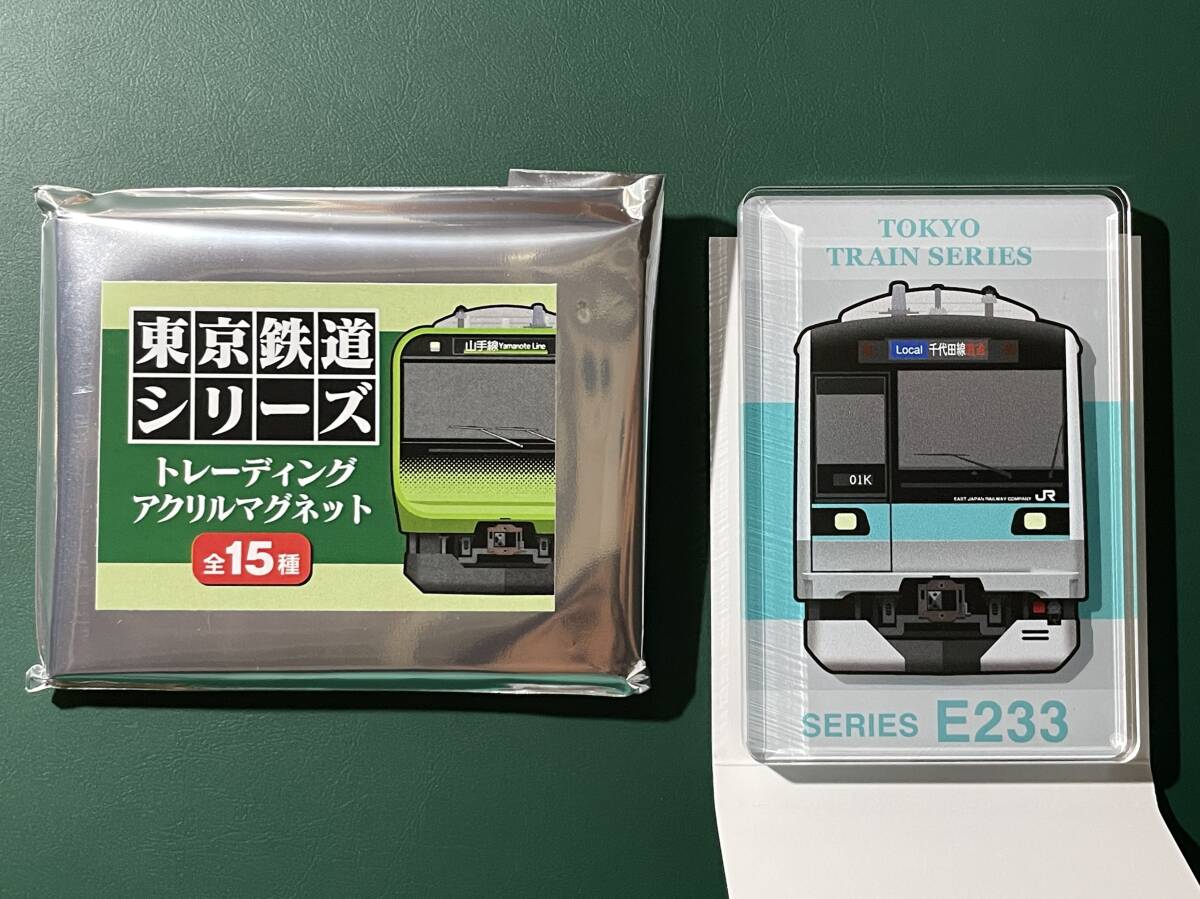 東京鉄道
シリーズ
トレーディング
アクリルマグネット
全15種
山手線 Yamanote Line
TOKYO
TRAIN SERIES
Local 千代田線直通
01K
EAST JAPAN RAILWAY COMPANY JR
SERIES E233